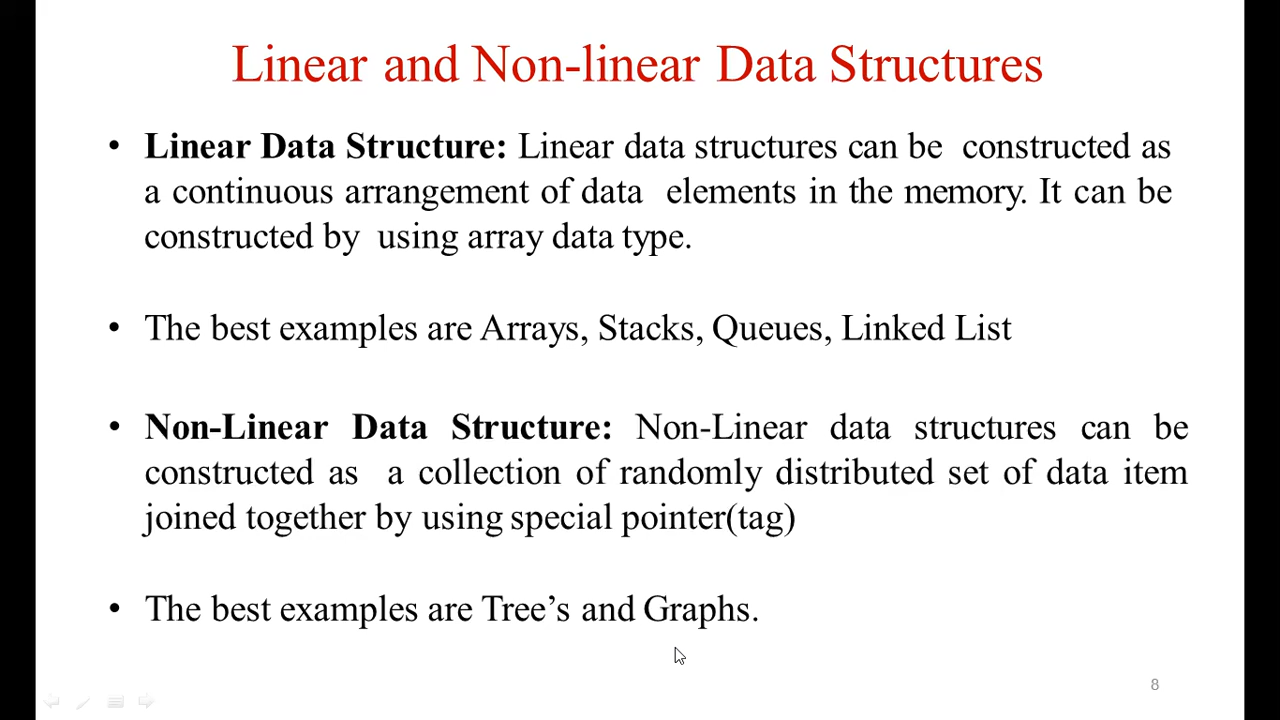 Linear and Non-linear Data Structures
• Linear Data Structure: Linear data structures can be constructed as
a continuous arrangement of data elements in the memory. It can be
constructed by using array data type.
• The best examples are Arrays, Stacks, Queues, Linked List
• Non-Linear Data Structure: Non-Linear data structures can be
constructed as a collection of randomly distributed set of data item
joined together by using special pointer(tag)
• The best examples are Tree’s and Graphs.
8